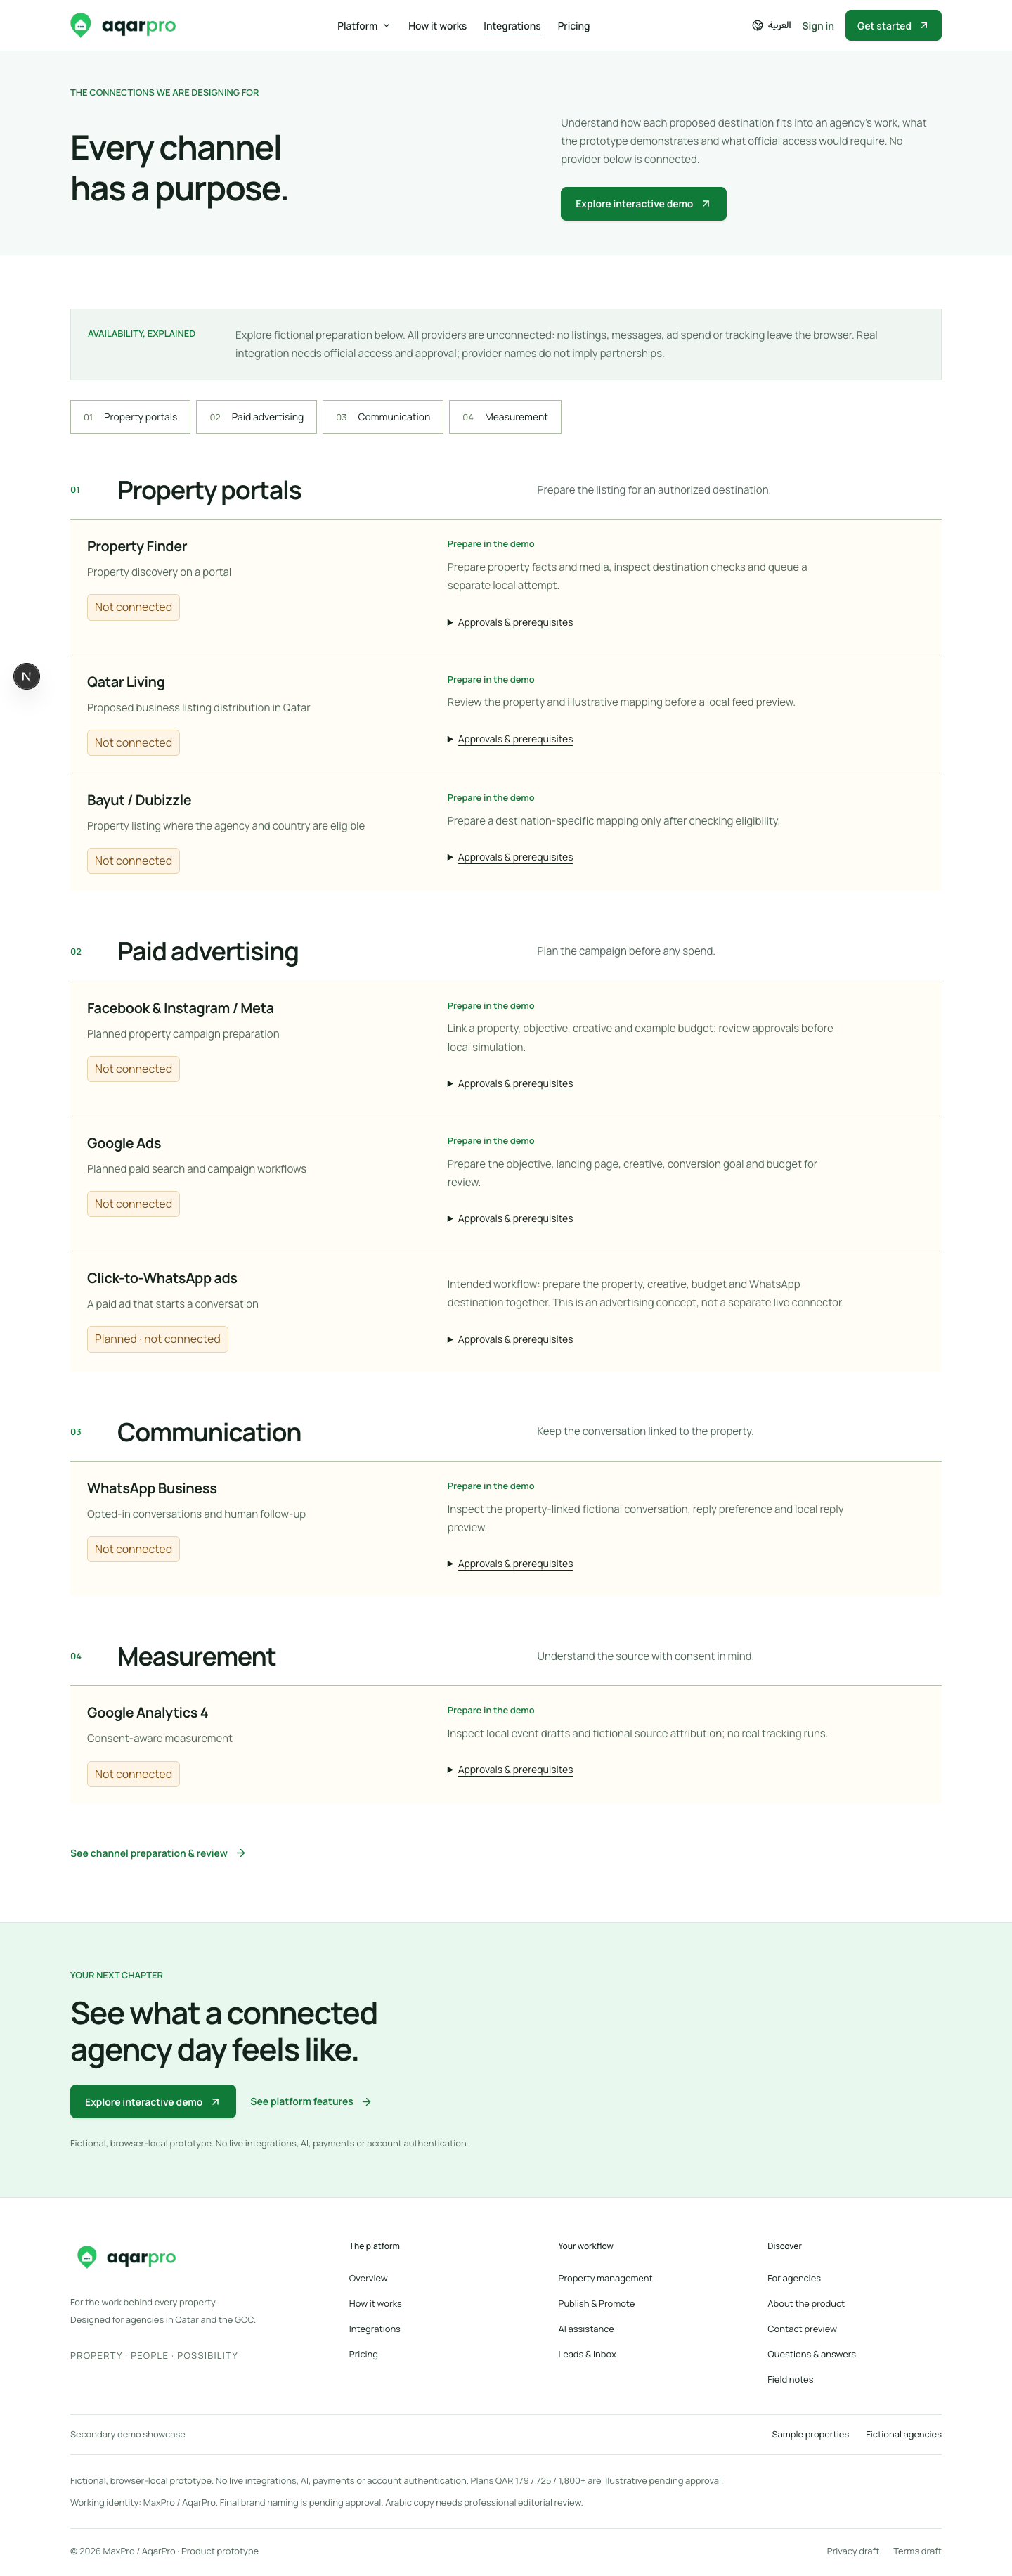 aqarpro
Platform
How it works
Integrations
Pricing
العربية
Sign in
Get started
THE CONNECTIONS WE ARE DESIGNING FOR
Every channel
has a purpose.
Understand how each proposed destination fits into an agency's work, what
the prototype demonstrates and what official access would require. No
provider below is connected.
Explore interactive demo
AVAILABILITY, EXPLAINED
Explore fictional preparation below. All providers are unconnected: no listings, messages, ad spend or tracking leave the browser. Real
integration needs official access and approval; provider names do not imply partnerships.
01 Property portals
02 Paid advertising
03 Communication
04 Measurement
01
Property portals
Prepare the listing for an authorized destination.
Property Finder
Property discovery on a portal
Not connected
Prepare in the demo
Prepare property facts and media, inspect destination checks and queue a
separate local attempt.
Approvals & prerequisites
N
Qatar Living
Proposed business listing distribution in Qatar
Not connected
Prepare in the demo
Review the property and illustrative mapping before a local feed preview.
Approvals & prerequisites
Bayut / Dubizzle
Property listing where the agency and country are eligible
Not connected
Prepare in the demo
Prepare a destination-specific mapping only after checking eligibility.
Approvals & prerequisites
02
Paid advertising
Plan the campaign before any spend.
Facebook & Instagram / Meta
Planned property campaign preparation
Not connected
Prepare in the demo
Link a property, objective, creative and example budget; review approvals before
local simulation.
Approvals & prerequisites
Google Ads
Planned paid search and campaign workflows
Not connected
Prepare in the demo
Prepare the objective, landing page, creative, conversion goal and budget for
review.
Approvals & prerequisites
Click-to-WhatsApp ads
A paid ad that starts a conversation
Planned · not connected
Intended workflow: prepare the property, creative, budget and WhatsApp
destination together. This is an advertising concept, not a separate live connector.
Approvals & prerequisites
03
Communication
Keep the conversation linked to the property.
WhatsApp Business
Opted-in conversations and human follow-up
Not connected
Prepare in the demo
Inspect the property-linked fictional conversation, reply preference and local reply
preview.
Approvals & prerequisites
04
Measurement
Understand the source with consent in mind.
Google Analytics 4
Consent-aware measurement
Not connected
Prepare in the demo
Inspect local event drafts and fictional source attribution; no real tracking runs.
Approvals & prerequisites
See channel preparation & review
YOUR NEXT CHAPTER
See what a connected
agency day feels like.
Explore interactive demo
See platform features
Fictional, browser-local prototype. No live integrations, AI, payments or account authentication.
aqarpro
For the work behind every property.
Designed for agencies in Qatar and the GCC.
PROPERTY · PEOPLE · POSSIBILITY
The platform
Overview
How it works
Integrations
Pricing
Your workflow
Property management
Publish & Promote
AI assistance
Leads & Inbox
Discover
For agencies
About the product
Contact preview
Questions & answers
Field notes
Secondary demo showcase
Sample properties
Fictional agencies
Fictional, browser-local prototype. No live integrations, AI, payments or account authentication. Plans QAR 179 / 725 / 1,800+ are illustrative pending approval.
Working identity: MaxPro / AqarPro. Final brand naming is pending approval. Arabic copy needs professional editorial review.
© 2026 MaxPro / AqarPro · Product prototype
Privacy draft
Terms draft